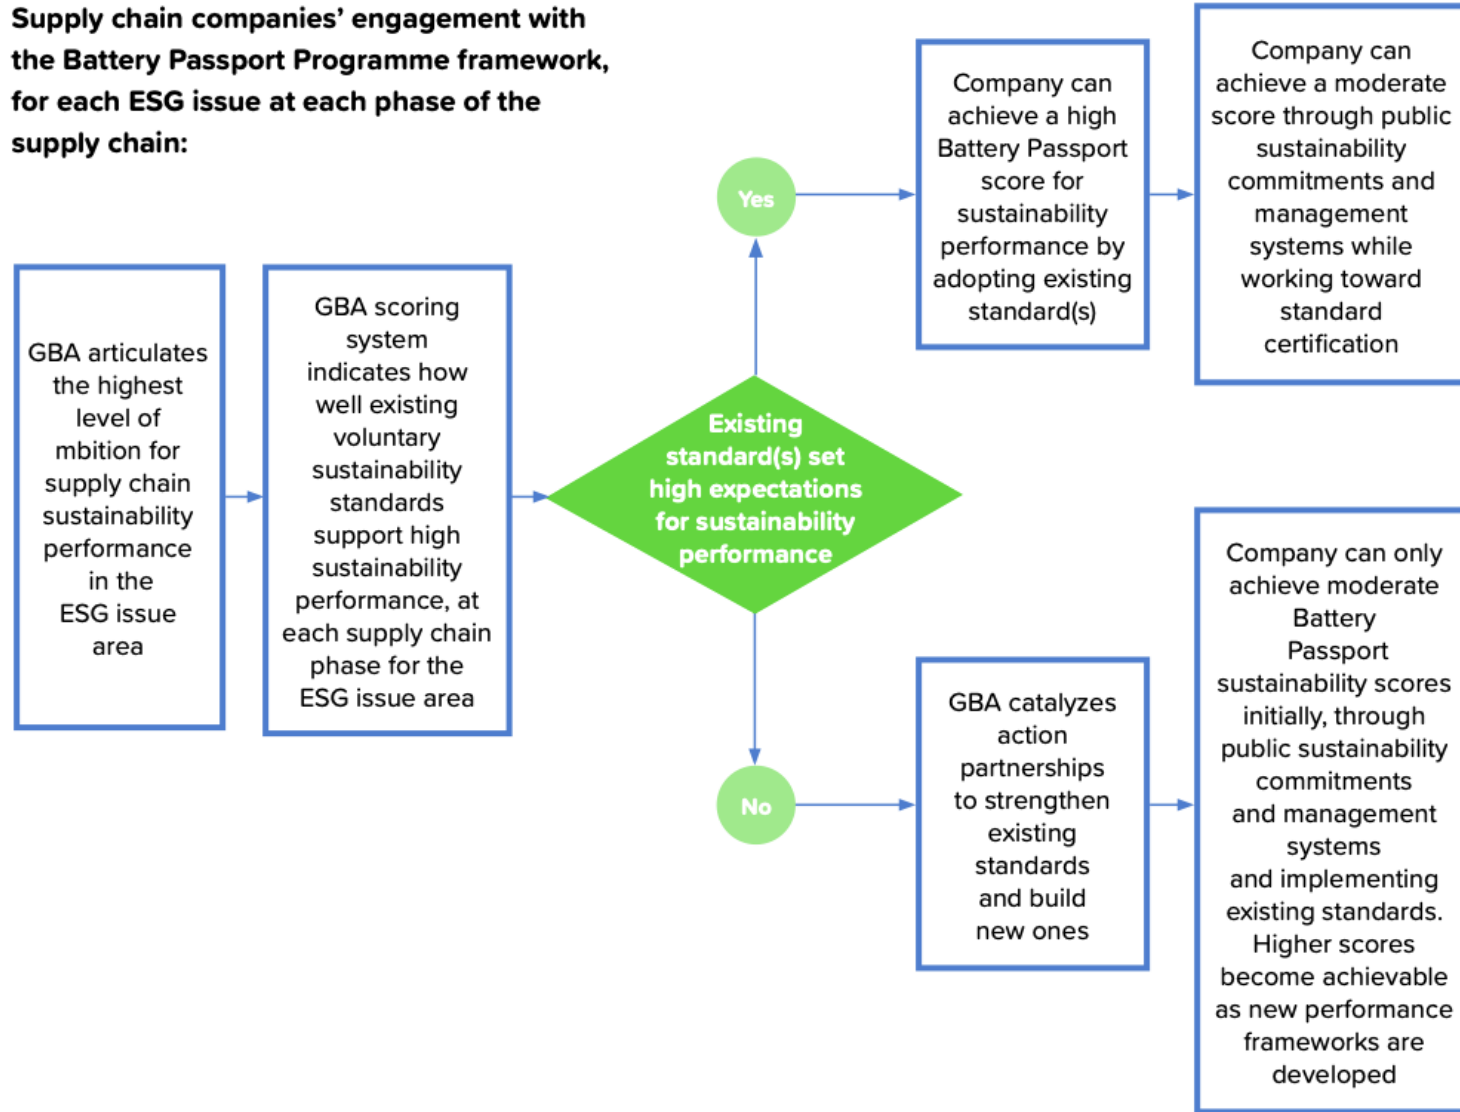 Supply chain companies’ engagement with
the Battery Passport Programme framework,
for each ESG issue at each phase of the
supply chain:
GBA articulates
the highest
level of
mbition for
supply chain
sustainability
performance
in the
ESG issue
area
GBA scoring
system
indicates how
well existing
voluntary
sustainability
standards
support high
sustainability
performance, at
each supply chain
phase for the
ESG issue area
Existing
standard(s) set
high expectations
for sustainability
performance
Yes
Company can
achieve a high
Battery Passport
score for
sustainability
performance by
adopting existing
standard(s)
Company can
achieve a moderate
score through public
sustainability
commitments and
management
systems while
working toward
standard
certification
No
GBA catalyzes
action
partnerships
to strengthen
existing
standards
and build
new ones
Company can only
achieve moderate
Battery
Passport
sustainability scores
initially, through
public sustainability
commitments
and management
systems
and implementing
existing standards.
Higher scores
become achievable
as new performance
frameworks are
developed